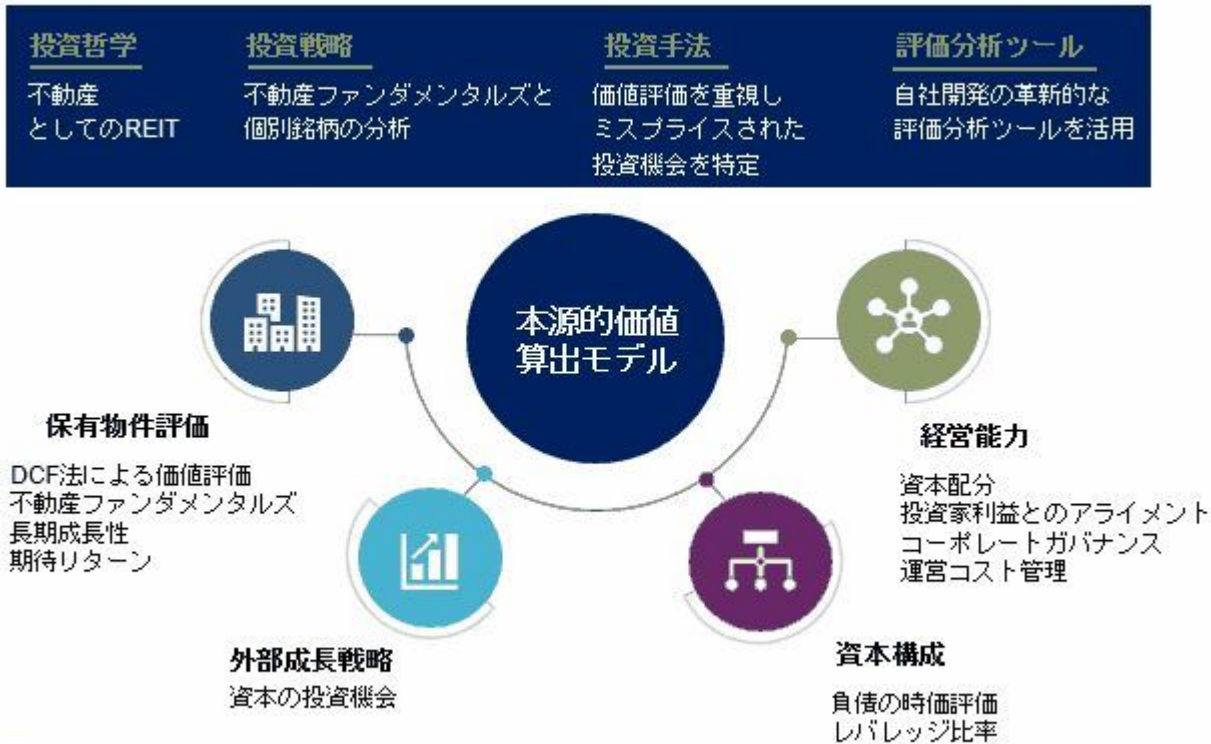 投資哲学
不動産
としてのREIT
投資戦略
不動産ファンダメンタルズと
個別銘柄の分析
投資手法
価値評価を重視し
ミスプライスされた
投資機会を特定
評価分析ツール
自社開発の革新的な
評価分析ツールを活用
本源的価値
算出モデル
保有物件評価
DCF法による価値評価
不動産ファンダメンタルズ
長期成長性
期待リターン
外部成長戦略
資本の投資機会
資本構成
負債の時価評価
レバレッジ比率
経営能力
資本配分
投資家利益とのアライメント
コーポレートガバナンス
運営コスト管理